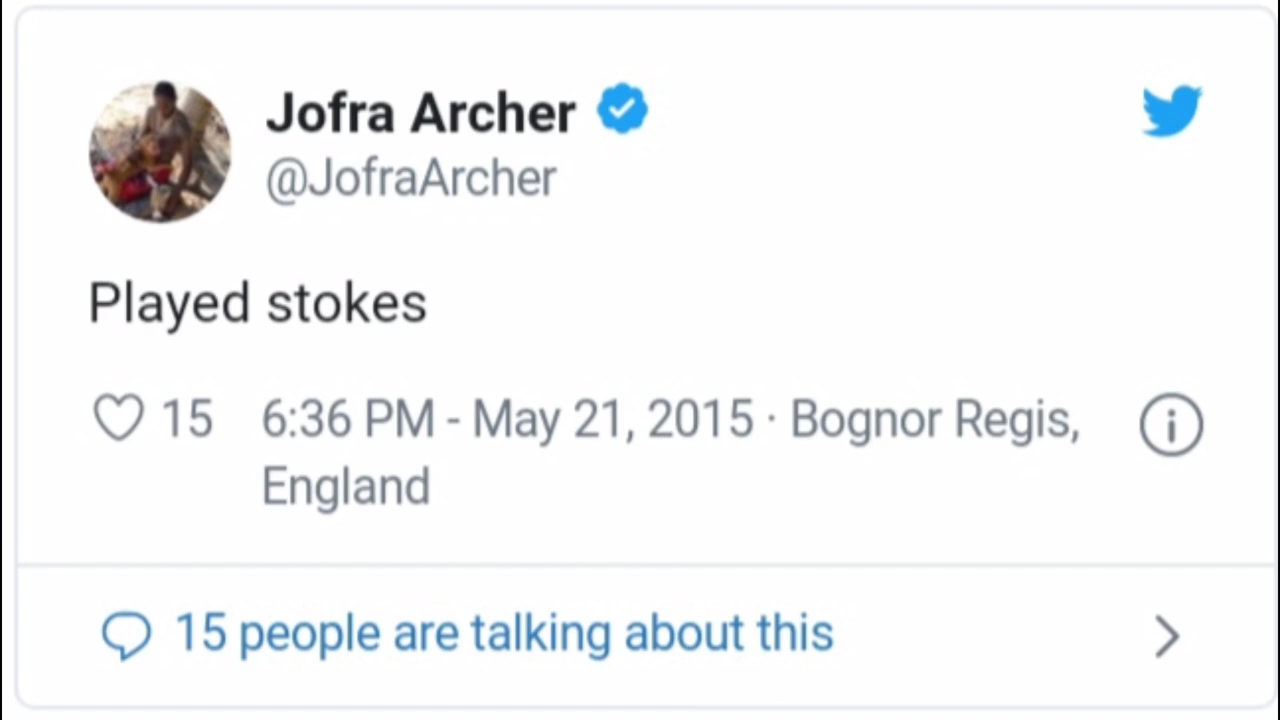 Jofra Archer
@JofraArcher
Played stokes
15 6:36 PM - May 21, 2015 · Bognor Regis,
England
15 people are talking about this